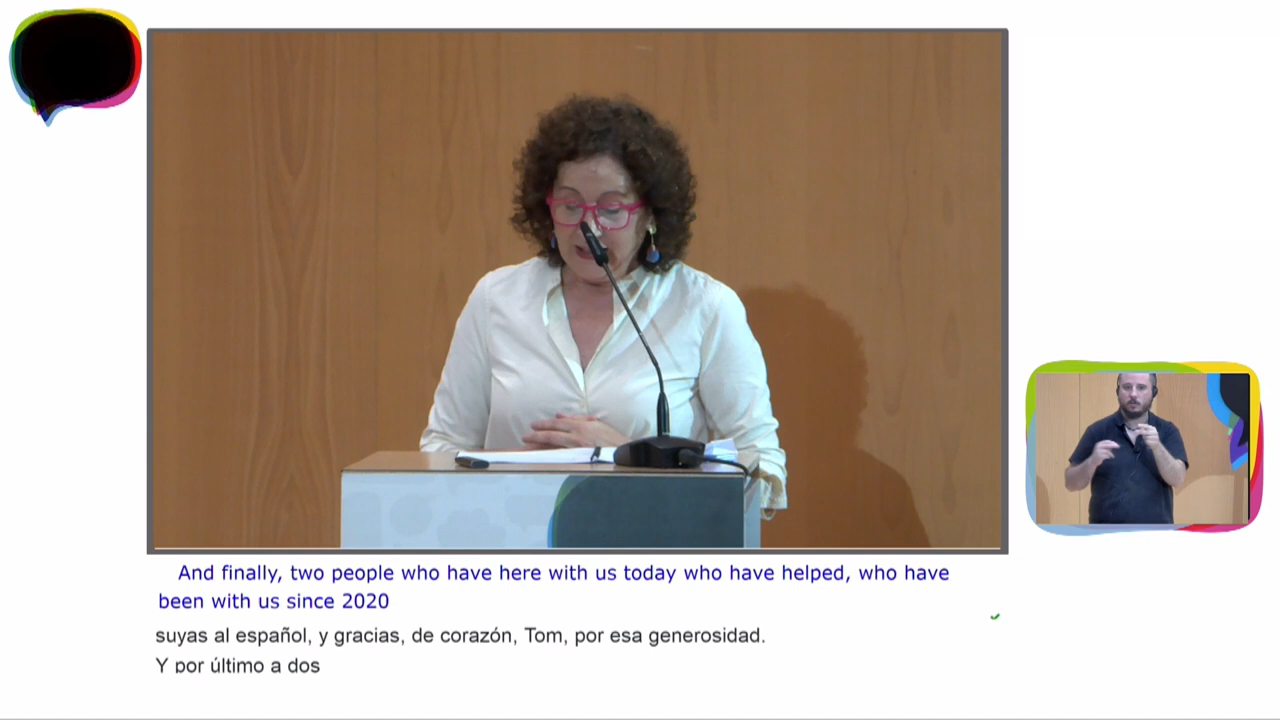 And finally, two people who have here with us today who have helped, who have
been with us since 2020
suyas al español, y gracias, de corazón, Tom, por esa generosidad.
Y por último a dos